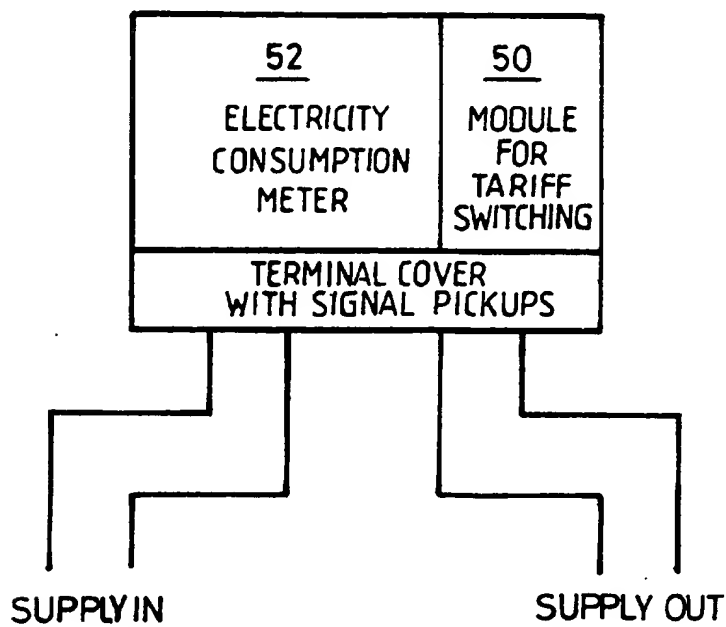 52
ELECTRICITY
CONSUMPTION
METER
50
MODULE
FOR
TARIFF
SWITCHING
TERMINAL COVER
WITH SIGNAL PICKUPS
SUPPLY IN
SUPPLY OUT